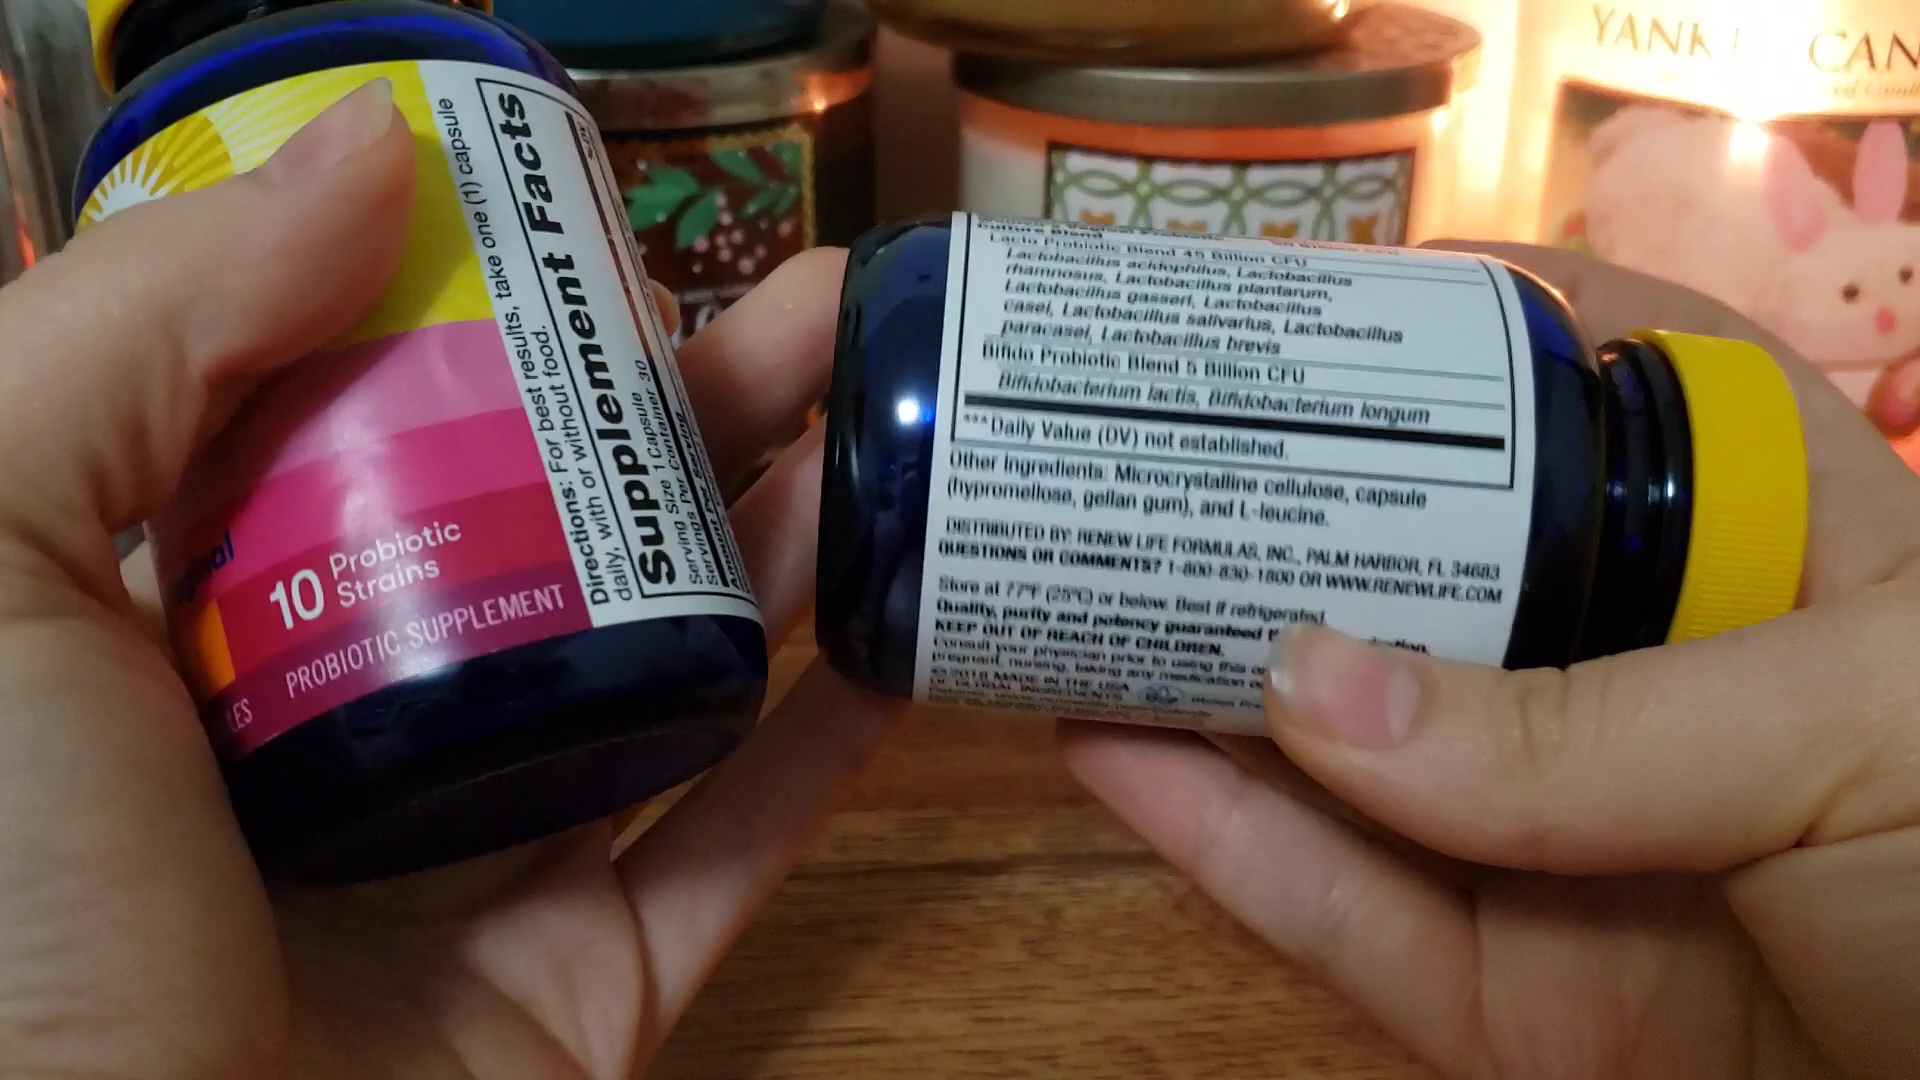 Directions: For best results, take one (1) capsule
daily, with or without food.
Supplement Facts
Serving Size 1 Capsule
Servings Per Container 30
Amount Per Serving
%DV
10 Probiotic
Strains
PROBIOTIC SUPPLEMENT
Culture Blend
Lacto Probiotic Blend 45 Billion CFU
Lactobacillus acidophilus, Lactobacillus
rhamnosus, Lactobacillus plantarum,
Lactobacillus gasseri, Lactobacillus
casei, Lactobacillus salivarius, Lactobacillus
paracasei, Lactobacillus brevis
Bifido Probiotic Blend 5 Billion CFU
Bifidobacterium lactis, Bifidobacterium longum
***Daily Value (DV) not established.
Other Ingredients: Microcrystalline cellulose, capsule
(hypromellose, gellan gum), and L-leucine.
DISTRIBUTED BY: RENEW LIFE FORMULAS, INC., PALM HARBOR, FL 34683
QUESTIONS OR COMMENTS? 1-800-830-1800 OR WWW.RENEWLIFE.COM
Store at 77°F (25°C) or below. Best if refrigerated.
Quality, purity and potency guaranteed
KEEP OUT OF REACH OF CHILDREN.
Consult your physician prior to using this
pregnant, nursing, taking any medication
MADE IN THE USA
YANK CAN